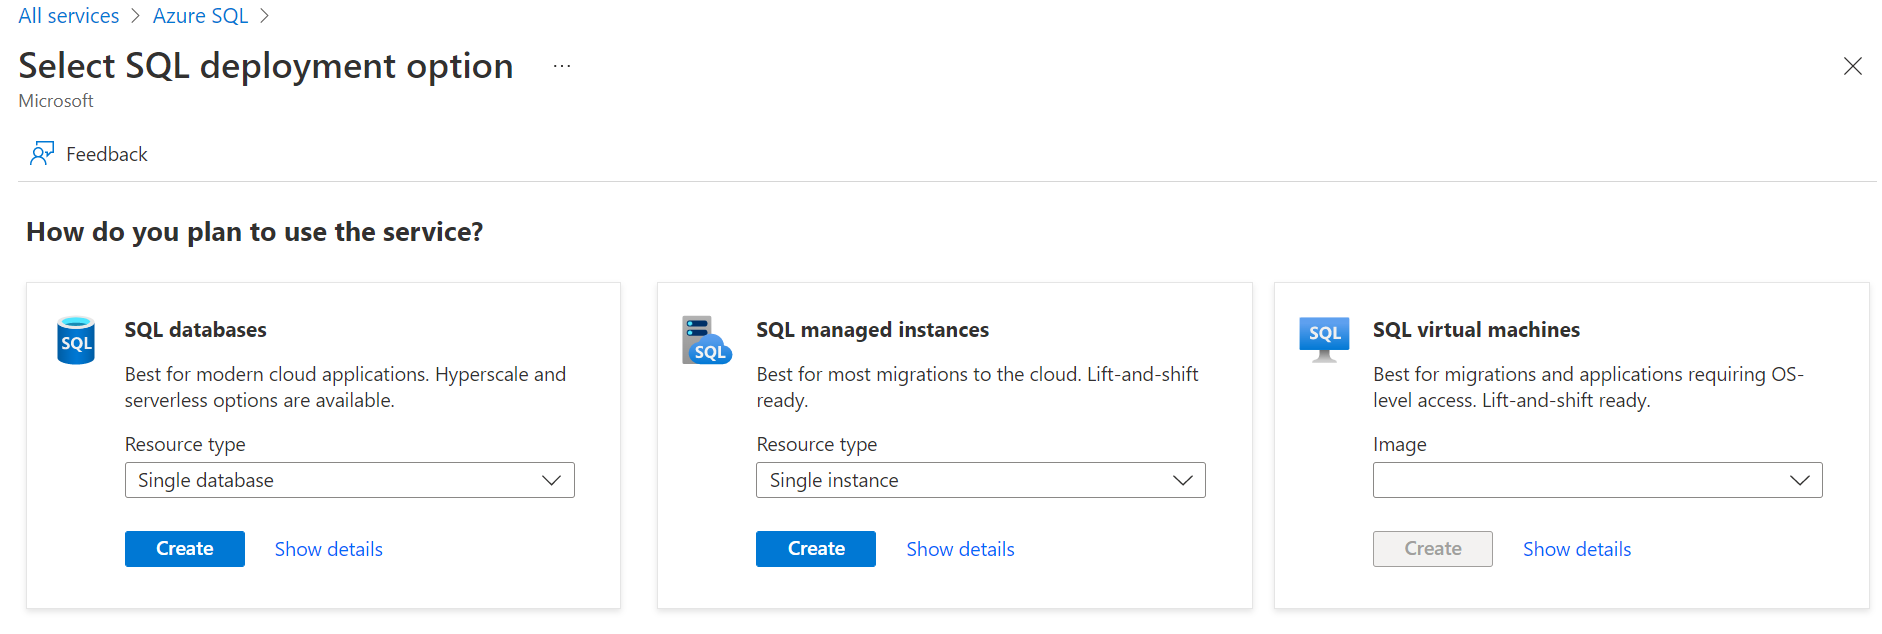 All services > Azure SQL >
Select SQL deployment option ...
Microsoft
Feedback
How do you plan to use the service?
SQL
SQL databases
Best for modern cloud applications. Hyperscale and
serverless options are available.
Resource type
Single database
Create Show details
SQL
SQL managed instances
Best for most migrations to the cloud. Lift-and-shift
ready.
Resource type
Single instance
Create Show details
SQL
SQL virtual machines
Best for migrations and applications requiring OS-
level access. Lift-and-shift ready.
Image
Create Show details